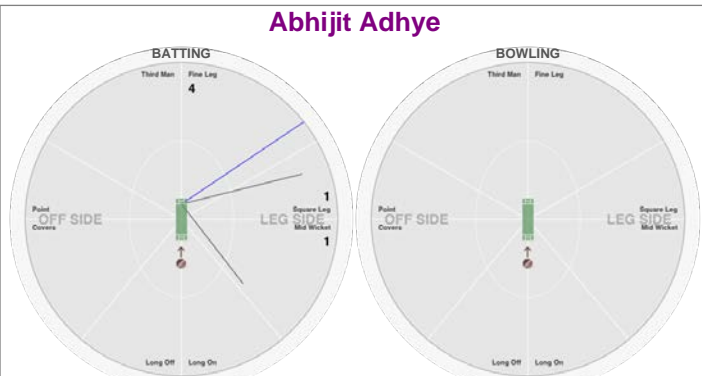 Abhijit Adhye
BATTING
Third Man Fine Leg
4
1
Point Square Leg
OFF SIDE LEG SIDE
Covers Mid Wicket
1
Long Off Long On
BOWLING
Third Man Fine Leg
Point Square Leg
OFF SIDE LEG SIDE
Covers Mid Wicket
Long Off Long On